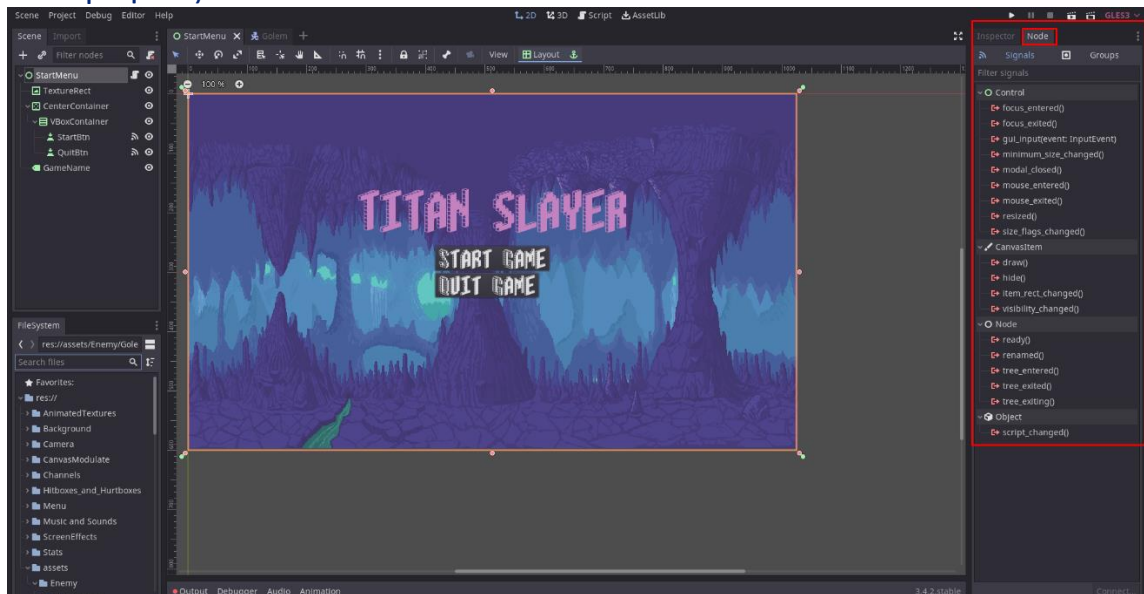 Scene Project Debug Editor Help
2D 3D Script AssetLib
GLES3
Scene Import
StartMenu Golem
Inspector Node
Filter nodes
View Layout
Signals Groups
Filter signals
StartMenu
TextureRect
CenterContainer
VBoxContainer
StartBtn
QuitBtn
GameName
100 %
TITAN SLAYER
START GAME
QUIT GAME
Control
focus_entered()
focus_exited()
gui_input(event: InputEvent)
minimum_size_changed()
modal_closed()
mouse_entered()
mouse_exited()
resized()
size_flags_changed()
CanvasItem
draw()
hide()
item_rect_changed()
visibility_changed()
Node
ready()
renamed()
tree_entered()
tree_exited()
tree_exiting()
Object
script_changed()
FileSystem
res://assets/Enemy/Gole
Search files
Favorites:
res://
AnimatedTextures
Background
Camera
CanvasModulate
Channels
Hitboxes_and_Hurtboxes
Menu
Music and Sounds
ScreenEffects
Stats
assets
Enemy
Output Debugger Audio Animation
3.4.2.stable
Connect...